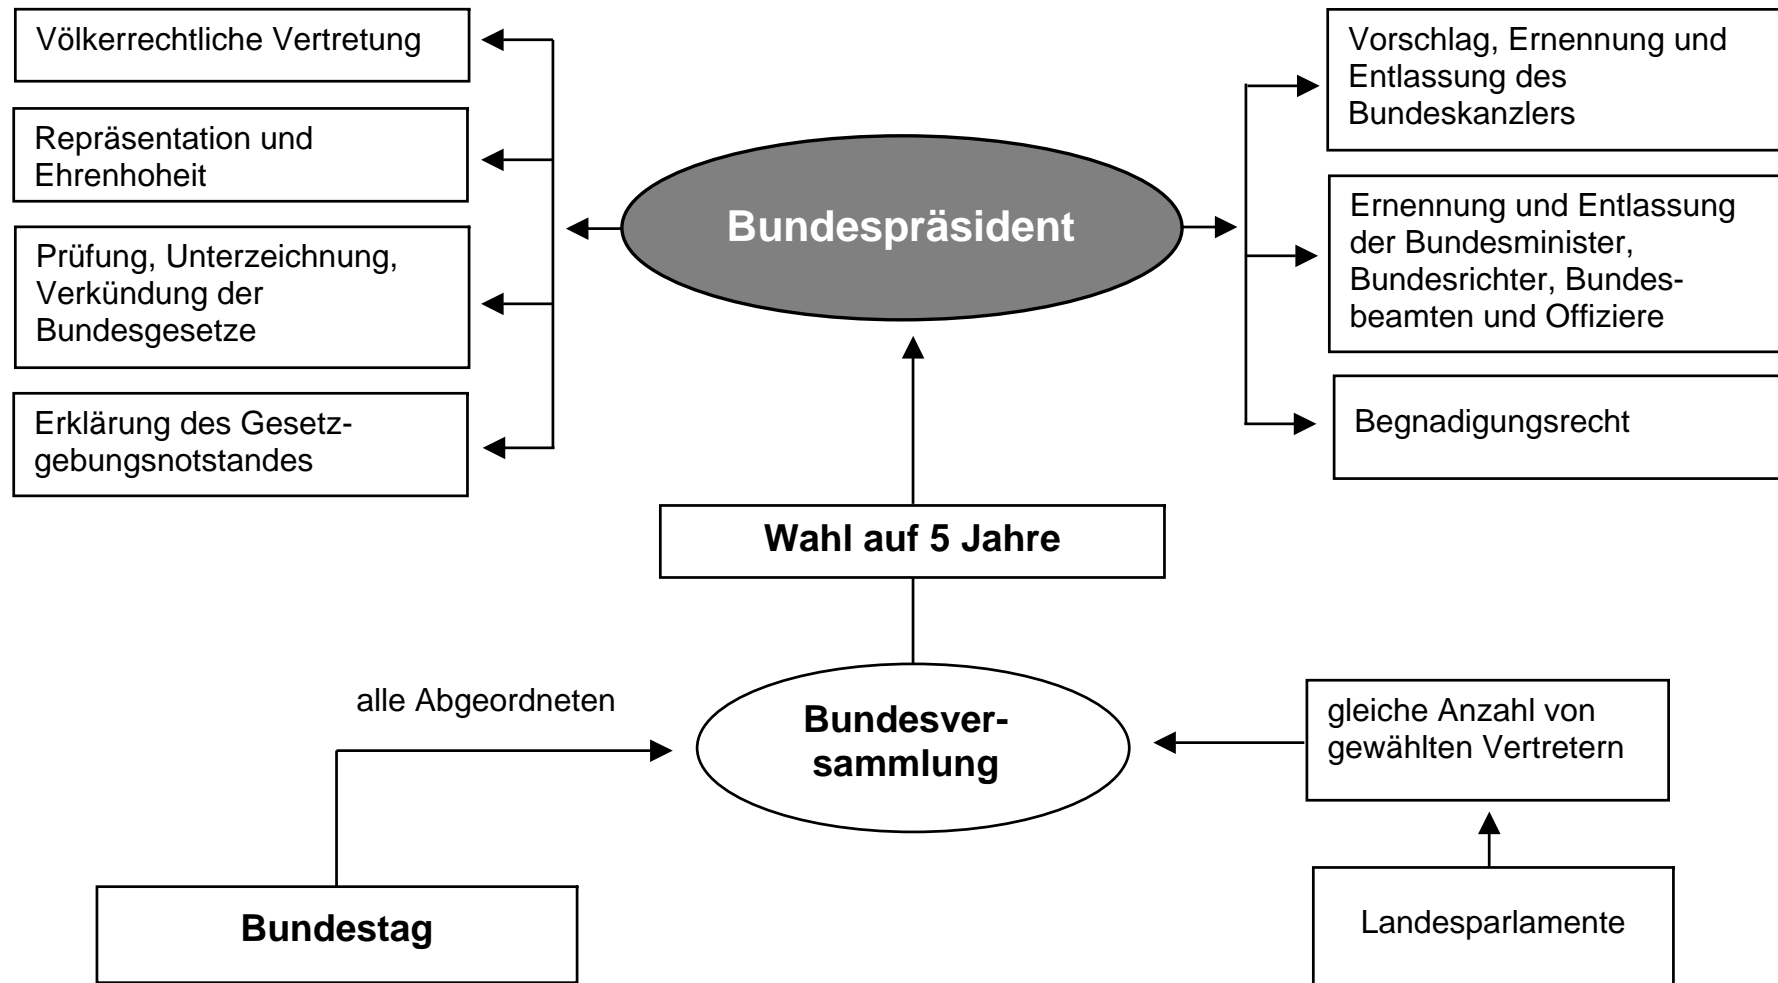 Völkerrechtliche Vertretung
Repräsentation und
Ehrenhoheit
Prüfung, Unterzeichnung,
Verkündung der
Bundesgesetze
Erklärung des Gesetz-
gebungsnotstandes
Bundespräsident
Vorschlag, Ernennung und
Entlassung des
Bundeskanzlers
Ernennung und Entlassung
der Bundesminister,
Bundesrichter, Bundes-
beamten und Offiziere
Begnadigungsrecht
Wahl auf 5 Jahre
alle Abgeordneten
Bundesver-
sammlung
gleiche Anzahl von
gewählten Vertretern
Bundestag
Landesparlamente